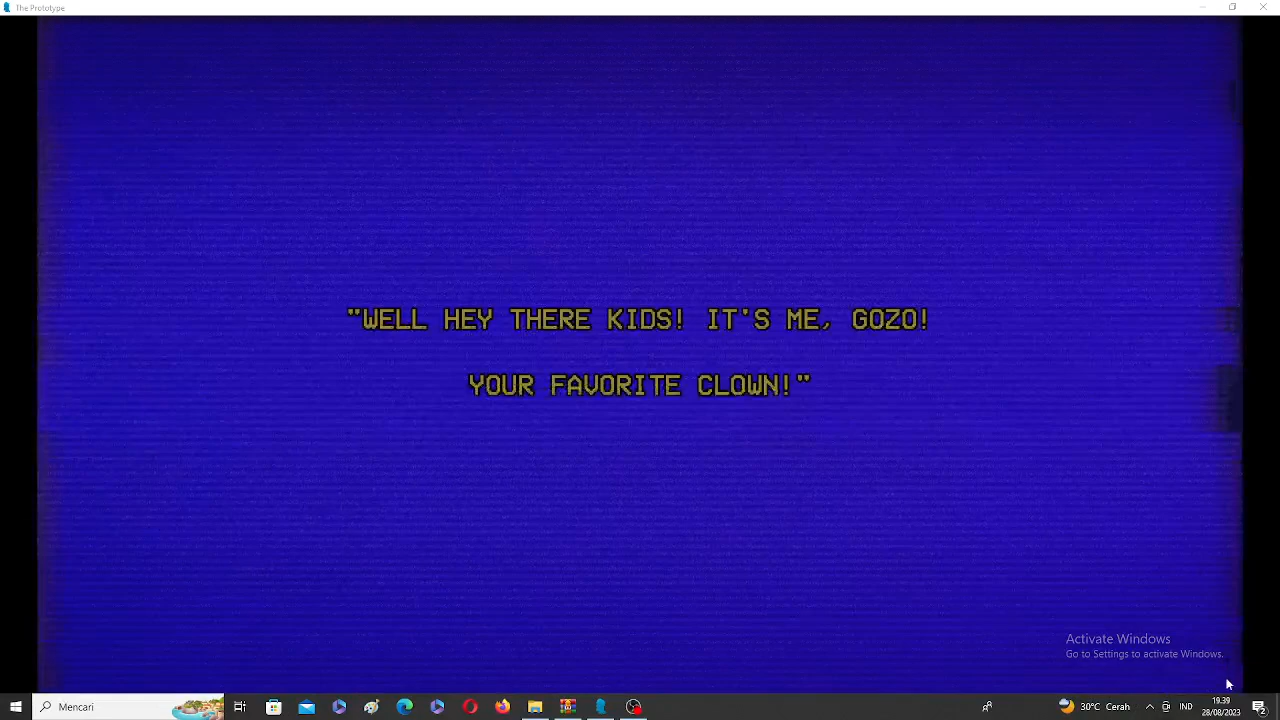 The Prototype
"WELL HEY THERE KIDS! IT'S ME, GOZO!
YOUR FAVORITE CLOWN!"
Activate Windows
Go to Settings to activate Windows.
Mencari
30°C Cerah
IND
19.39
28/08/2023